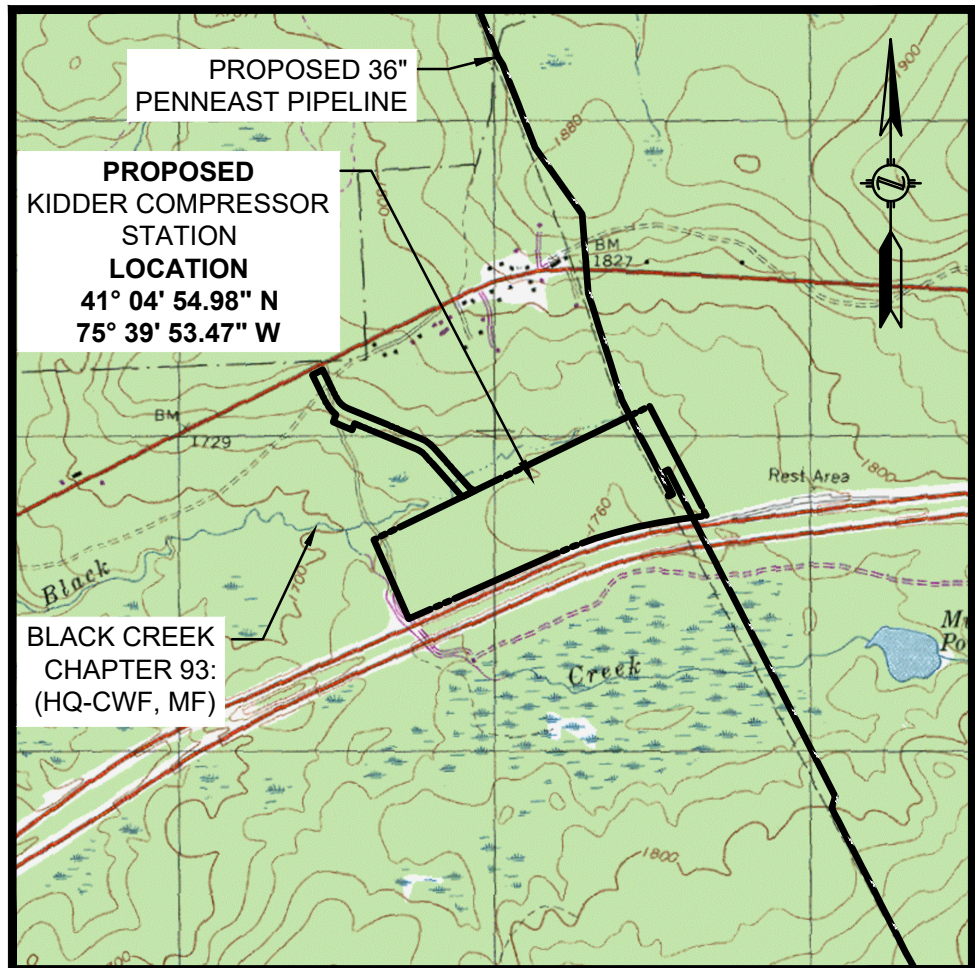 PROPOSED 36"
PENNEAST PIPELINE
1900
1880
PROPOSED
KIDDER COMPRESSOR
STATION
LOCATION
41° 04' 54.98" N
75° 39' 53.47" W
BM
1827
BM
1729
Rest Area
1800
1760
Black
1700
BLACK CREEK
CHAPTER 93:
(HQ-CWF, MF)
Creek
1800
N